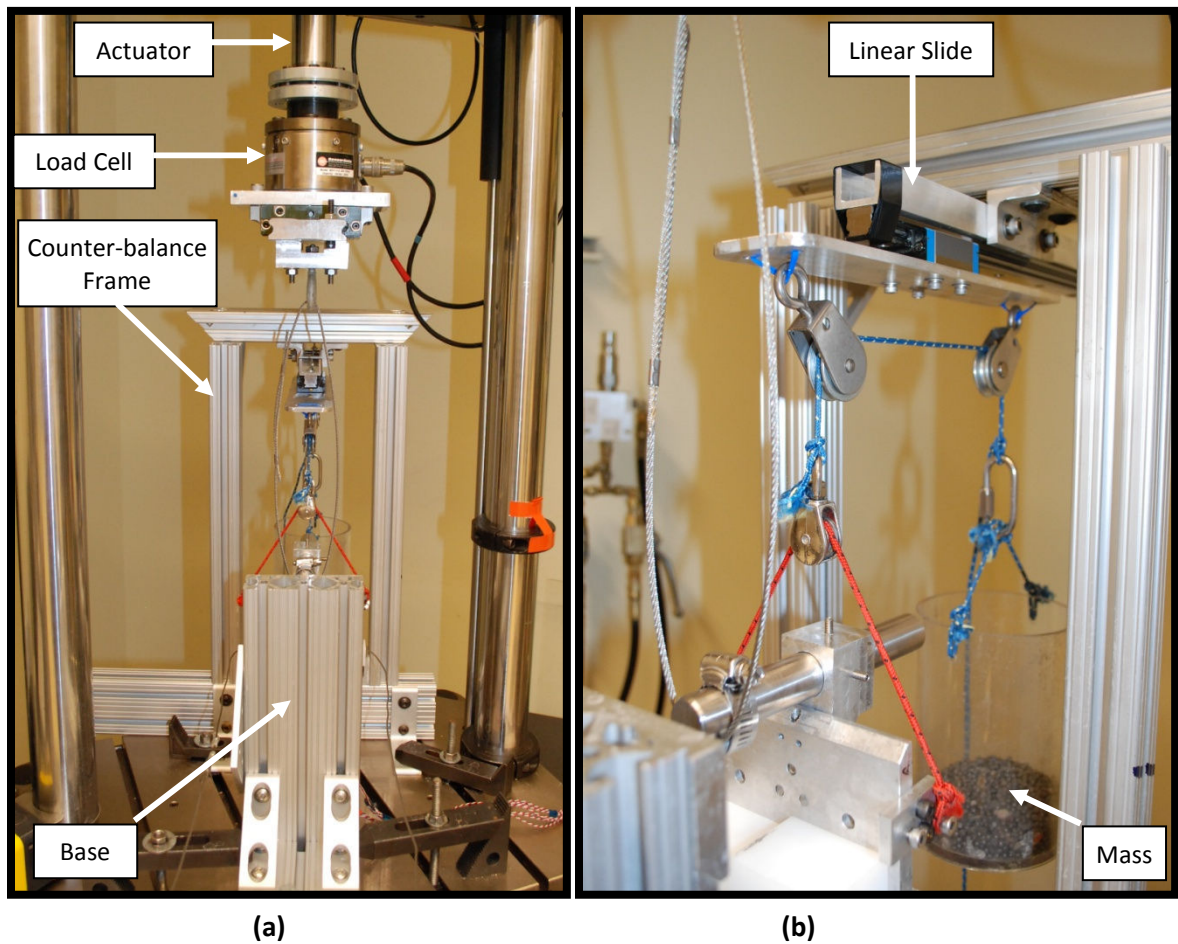 Actuator
Load Cell
Counter-balance
Frame
Base
(a)
Linear Slide
Mass
(b)